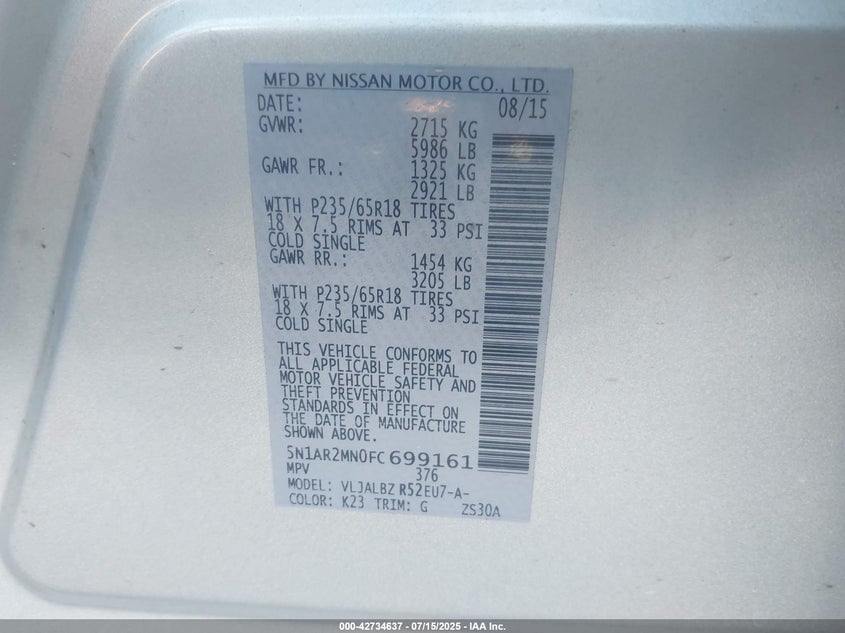 MFD BY NISSAN MOTOR CO., LTD.
DATE: 08/15
GVWR: 2715 KG
5986 LB
GAWR FR.: 1325 KG
2921 LB
WITH P235/65R18 TIRES
18 X 7.5 RIMS AT 33 PSI
COLD SINGLE
GAWR RR.: 1454 KG
3205 LB
WITH P235/65R18 TIRES
18 X 7.5 RIMS AT 33 PSI
COLD SINGLE
THIS VEHICLE CONFORMS TO
ALL APPLICABLE FEDERAL
MOTOR VEHICLE SAFETY AND
THEFT PREVENTION
STANDARDS IN EFFECT ON
THE DATE OF MANUFACTURE
SHOWN ABOVE.
5N1AR2MN0FC699161
MPV 376
MODEL: VLJALBZ R52EU7-A-
COLOR: K23 TRIM: G ZS30A
000-42734637 - 07/15/2025 - IAA Inc.